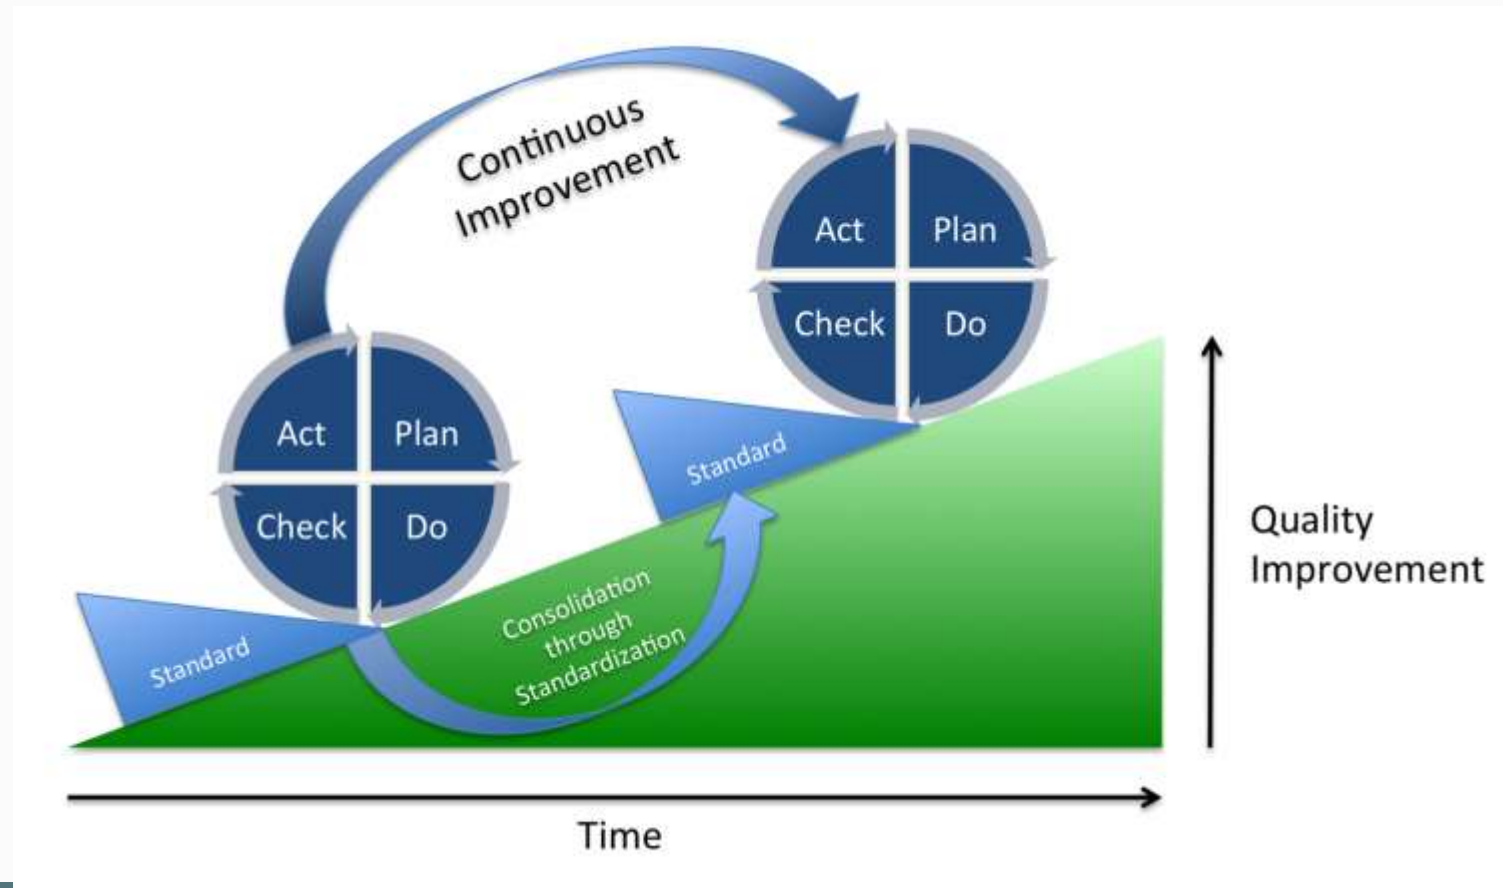 Continuous
Improvement
Act
Plan
Check
Do
Act
Plan
Check
Do
Standard
Standard
Consolidation
through
Standardization
Quality
Improvement
Time